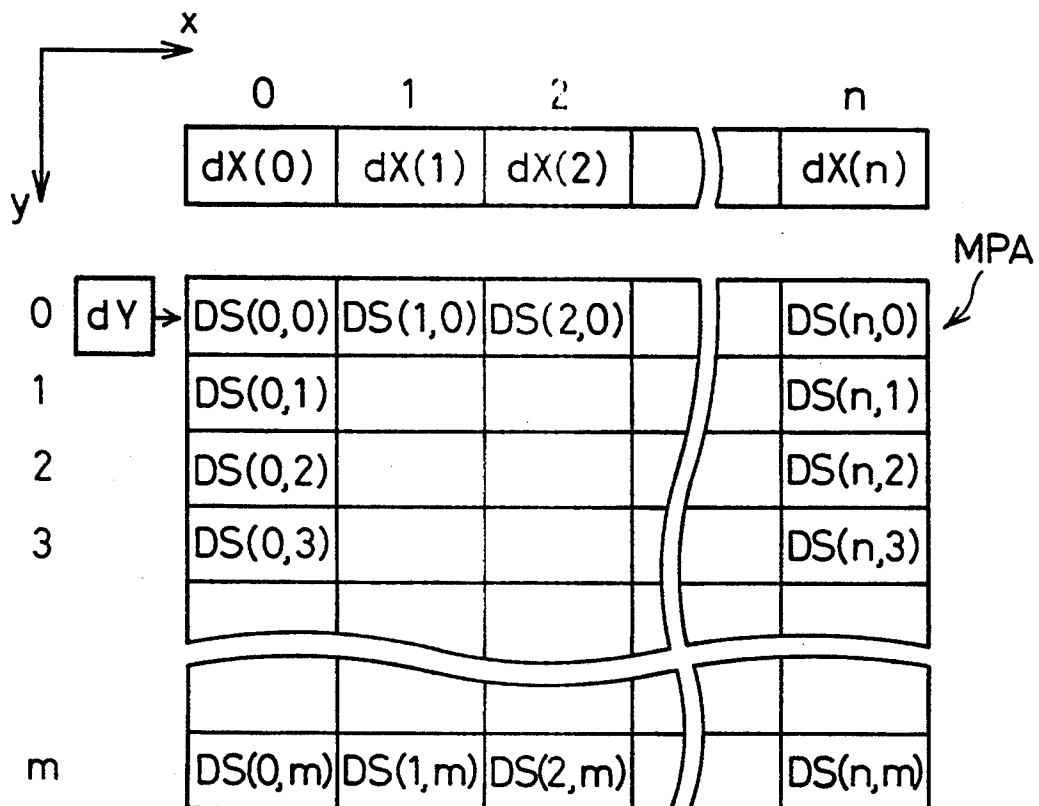 x
0 1 2 n
dX(0) dX(1) dX(2) dX(n)
y
MPA
0 dY DS(0,0) DS(1,0) DS(2,0) DS(n,0)
1 DS(0,1) DS(n,1)
2 DS(0,2) DS(n,2)
3 DS(0,3) DS(n,3)
m DS(0,m) DS(1,m) DS(2,m) DS(n,m)